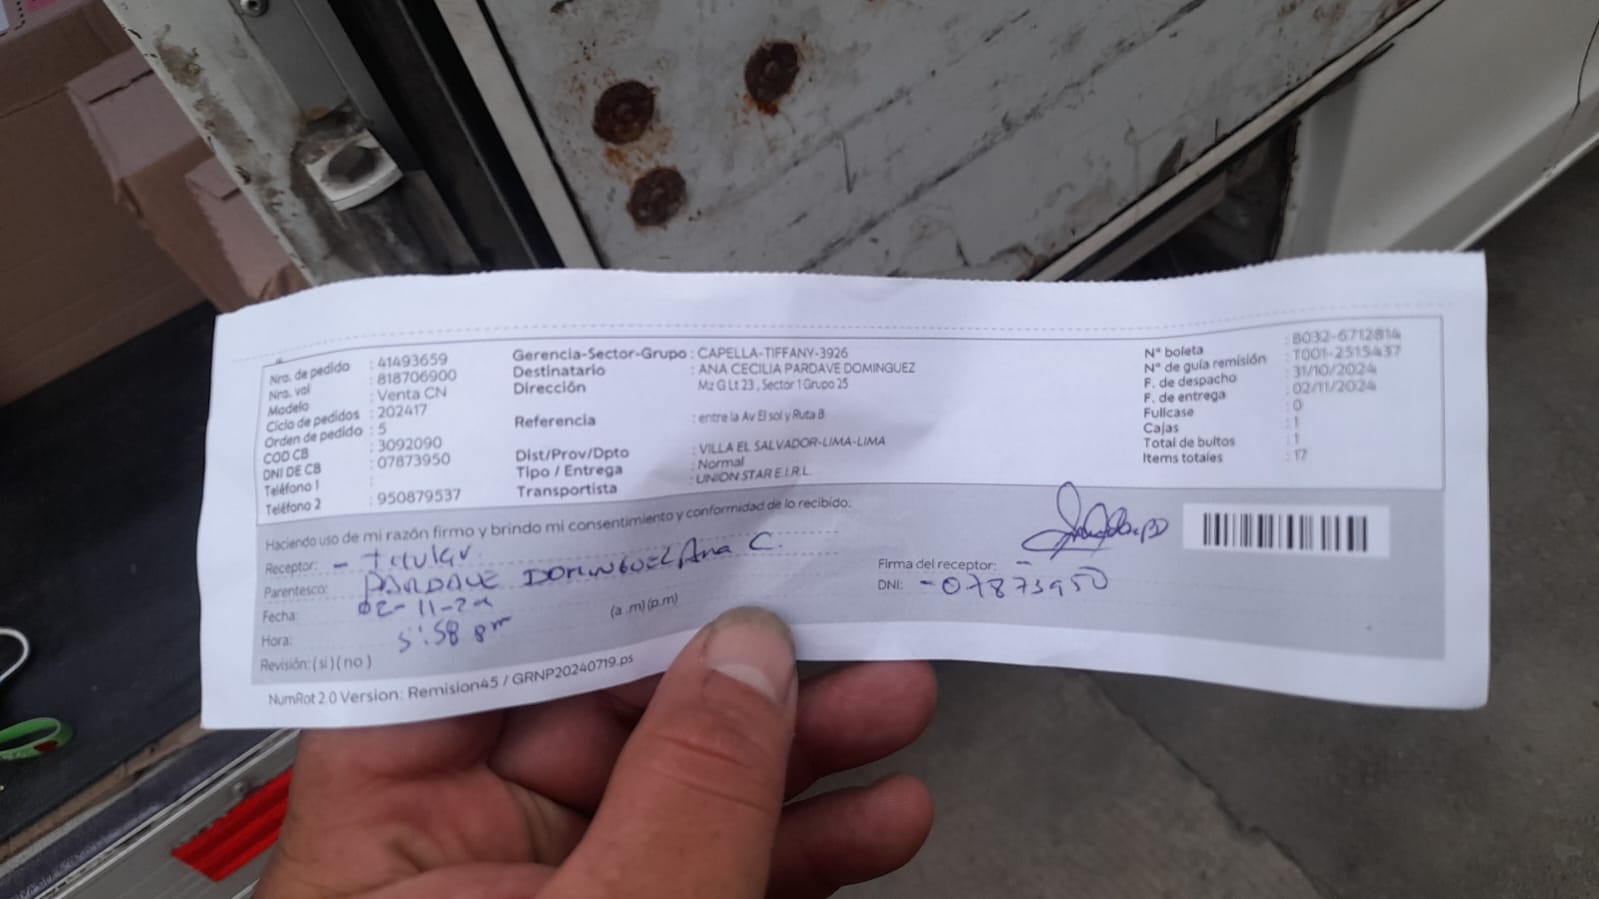 Nro. de pedido : 41493659
Nro. val : 818706900
Modelo : Venta CN
Ciclo de pedidos : 202417
Orden de pedido : 5
COD CB : 3092090
DNI DE CB : 07873950
Teléfono 1 :
Teléfono 2 : 950879537
Gerencia-Sector-Grupo : CAPELLA-TIFFANY-3926
Destinatario : ANA CECILIA PARDAVE DOMINGUEZ
Dirección : Mz G Lt 23 , Sector 1 Grupo 25
Referencia : entre la Av El sol y Ruta B
Dist/Prov/Dpto : VILLA EL SALVADOR-LIMA-LIMA
Tipo / Entrega : Normal
Transportista : UNION STAR E.I.R.L.
Nª boleta : B032-6712814
Nª de guía remisión : T001-2515437
F. de despacho : 31/10/2024
F. de entrega : 02/11/2024
Fullcase : 0
Cajas : 1
Total de bultos : 1
Items totales : 17
Haciendo uso de mi razón firmo y brindo mi consentimiento y conformidad de lo recibido:
Receptor: - titular
Parentesco: PARDAVE DOMINGUEZ Ana C.
Fecha: 02-11-24
Hora: 5:58 pm (a .m) (p.m)
Revisión: ( si ) ( no )
Firma del receptor: -
DNI: - 07873950
NumRot 2.0 Version: Remision45 / GRNP20240719.ps